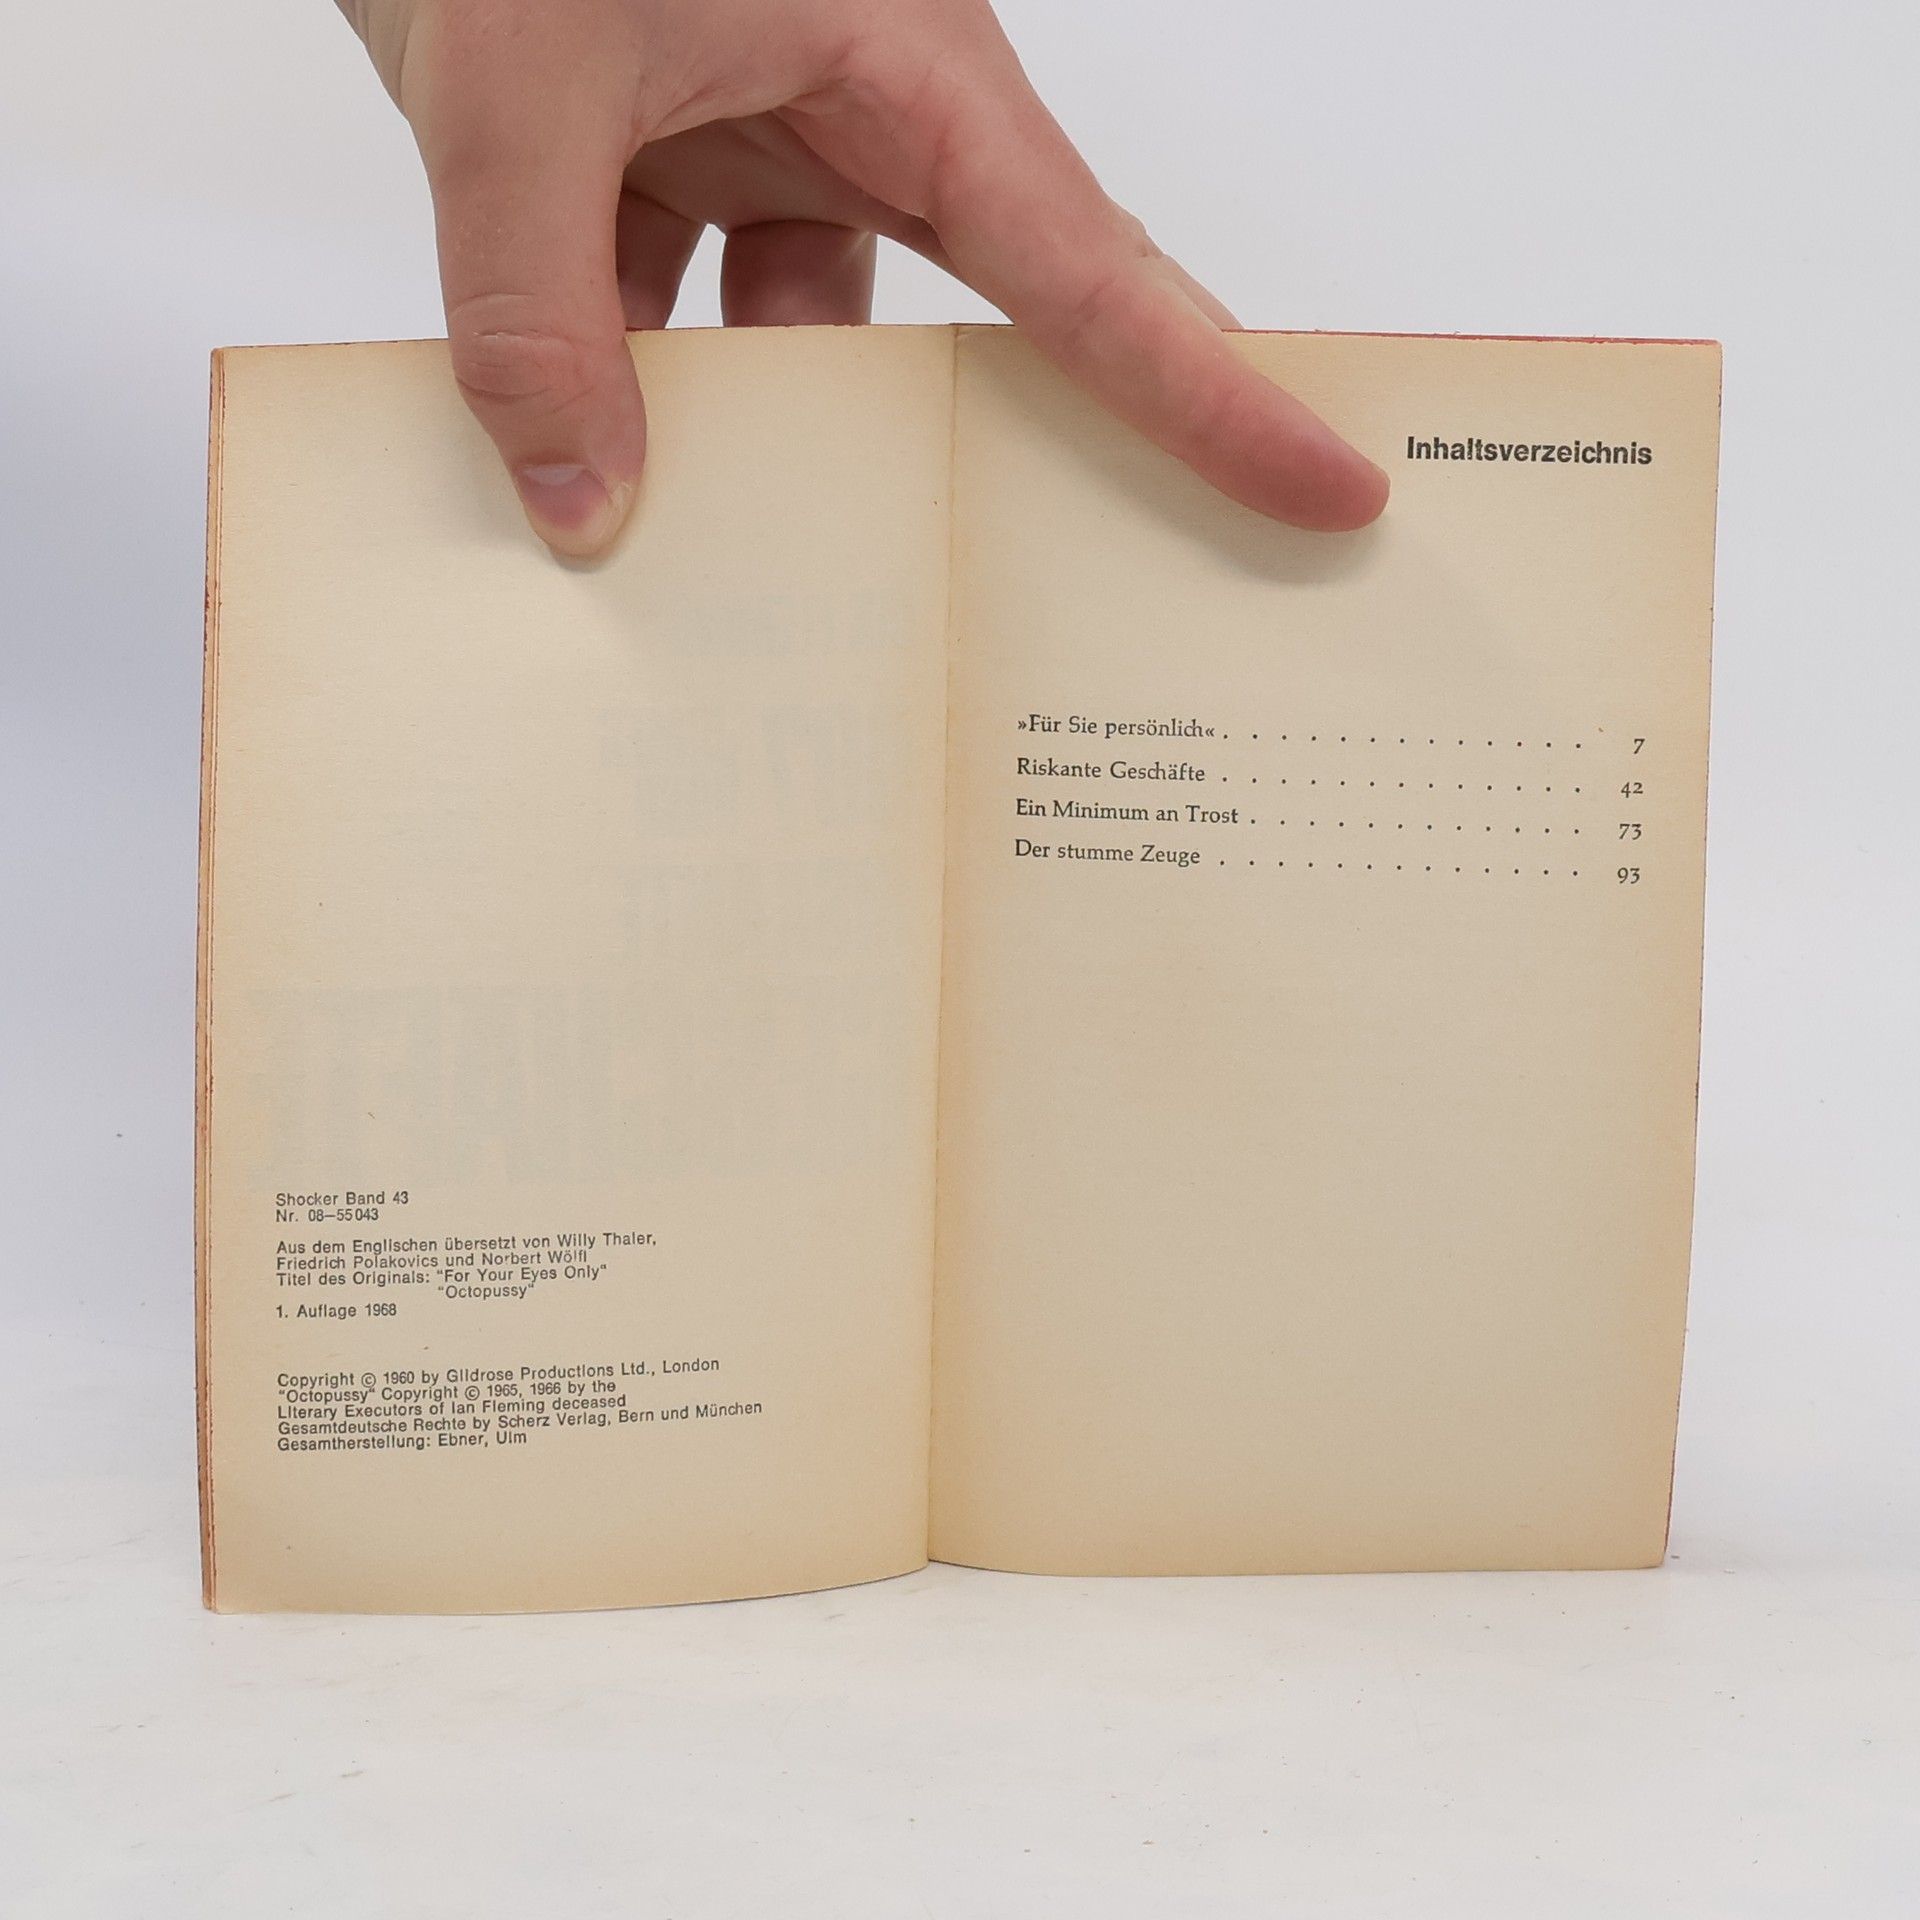 Shocker Band 43
Nr. 08–55043
Aus dem Englischen übersetzt von Willy Thaler,
Friedrich Polakovics und Norbert Wölfl
Titel des Originals: "For Your Eyes Only"
"Octopussy"
1. Auflage 1968
Copyright © 1960 by Glidrose Productions Ltd., London
"Octopussy" Copyright © 1965, 1966 by the
Literary Executors of Ian Fleming deceased
Gesamtdeutsche Rechte by Scherz Verlag, Bern und München
Gesamtherstellung: Ebner, Ulm
Inhaltsverzeichnis
»Für Sie persönlich« . . . . . . . . . . . . . 7
Riskante Geschäfte . . . . . . . . . . . . . 42
Ein Minimum an Trost . . . . . . . . . . . . 73
Der stumme Zeuge . . . . . . . . . . . . . 93